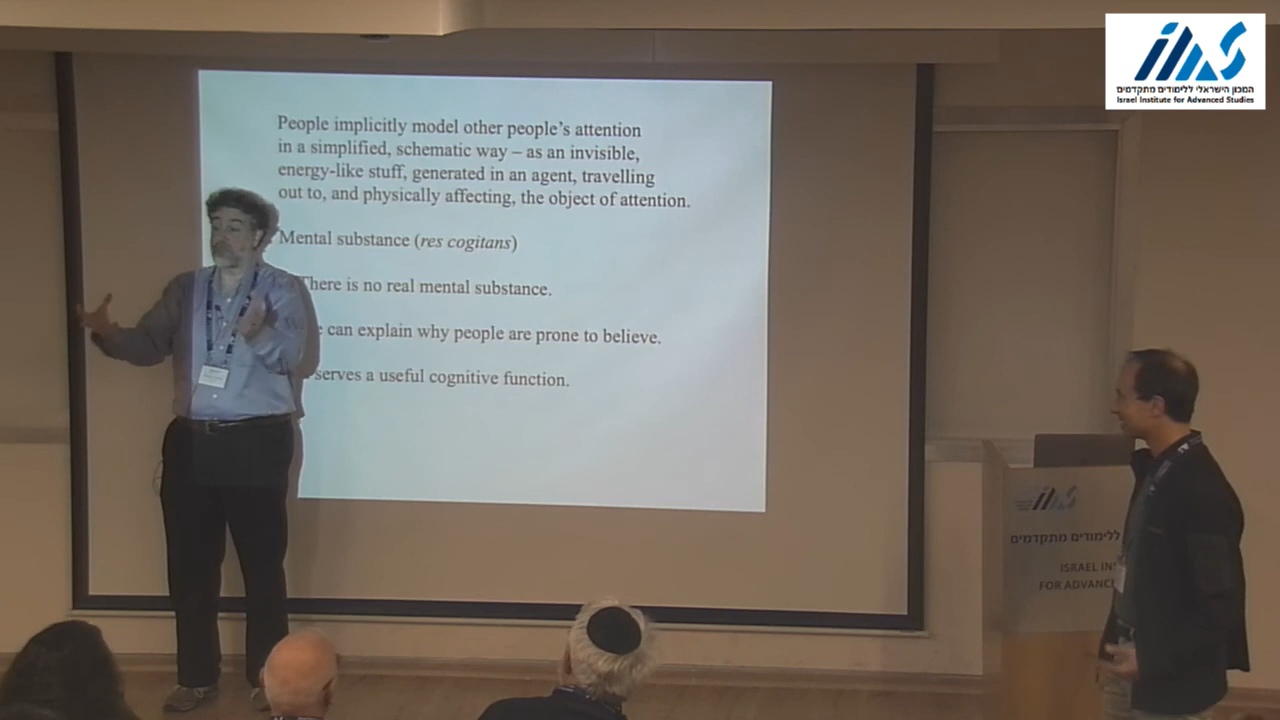 המכון הישראלי ללימודים מתקדמים
Israel Institute for Advanced Studies
People implicitly model other people's attention
in a simplified, schematic way – as an invisible,
energy-like stuff, generated in an agent, travelling
out to, and physically affecting, the object of attention.
Mental substance (res cogitans)
There is no real mental substance.
can explain why people are prone to believe.
serves a useful cognitive function.
ללימודים מתקדמים
ISRAEL INS
FOR ADVANC